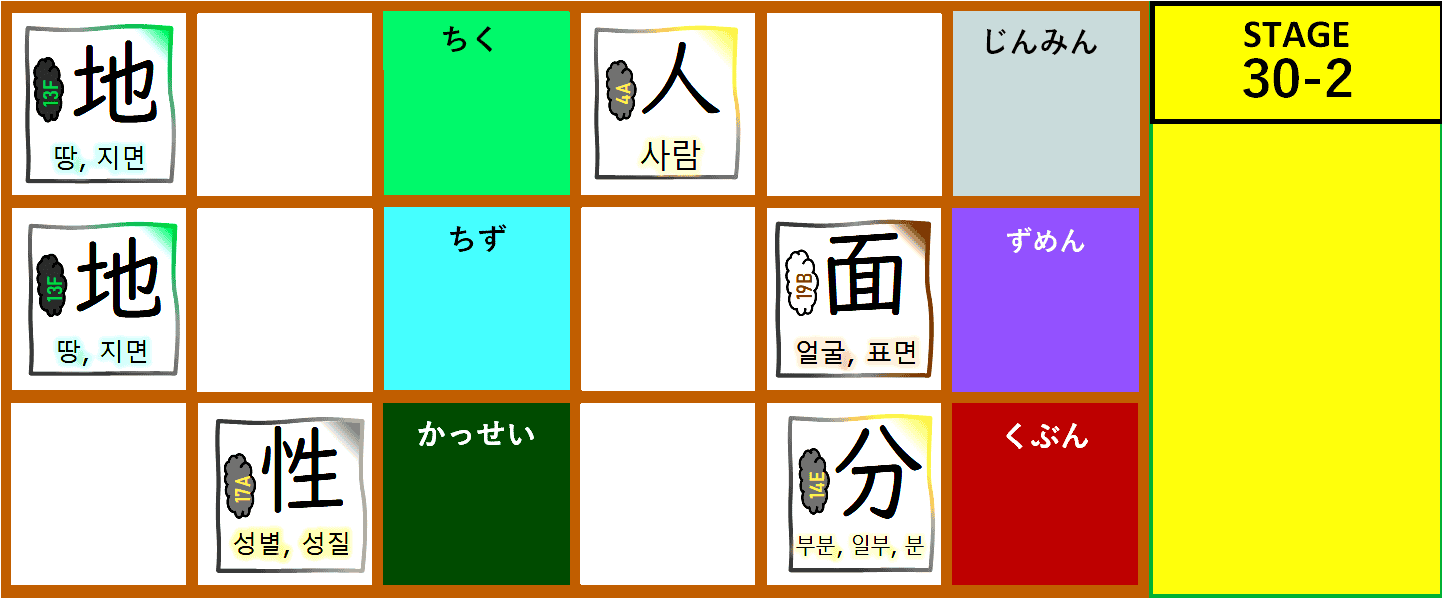 地
13F
땅, 지면
ちく
人
4A
사람
じんみん
STAGE
30-2
地
13F
땅, 지면
ちず
面
19B
얼굴, 표면
ずめん
性
17A
성별, 성질
かっせい
分
14E
부분, 일부, 분
くぶん